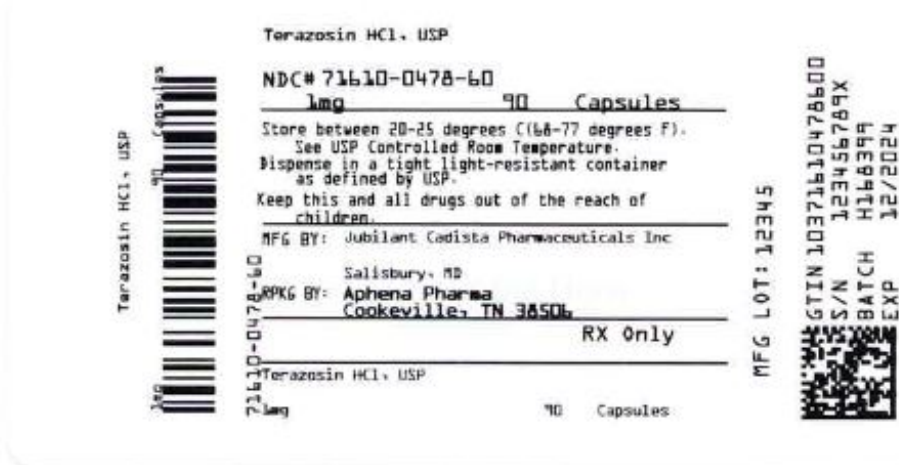 Terazosin HCl, USP
NDC# 71610-0478-60
1mg 90 Capsules
Store between 20-25 degrees C(68-77 degrees F).
See USP Controlled Room Temperature.
Dispense in a tight light-resistant container
as defined by USP.
Keep this and all drugs out of the reach of
children.
MFG BY: Jubilant Cadista Pharmaceuticals Inc
Salisbury, MD
RPKG BY: Aphena Pharma
Cookeville, TN 38506
RX Only
Terazosin HCl, USP
1mg 90 Capsules
Terazosin HCl, USP
1mg 90 Capsules
71610-0478-60
MFG LOT: 12345
GTIN 10371610478600
S/N 123456789X
BATCH H168399
EXP 12/2024